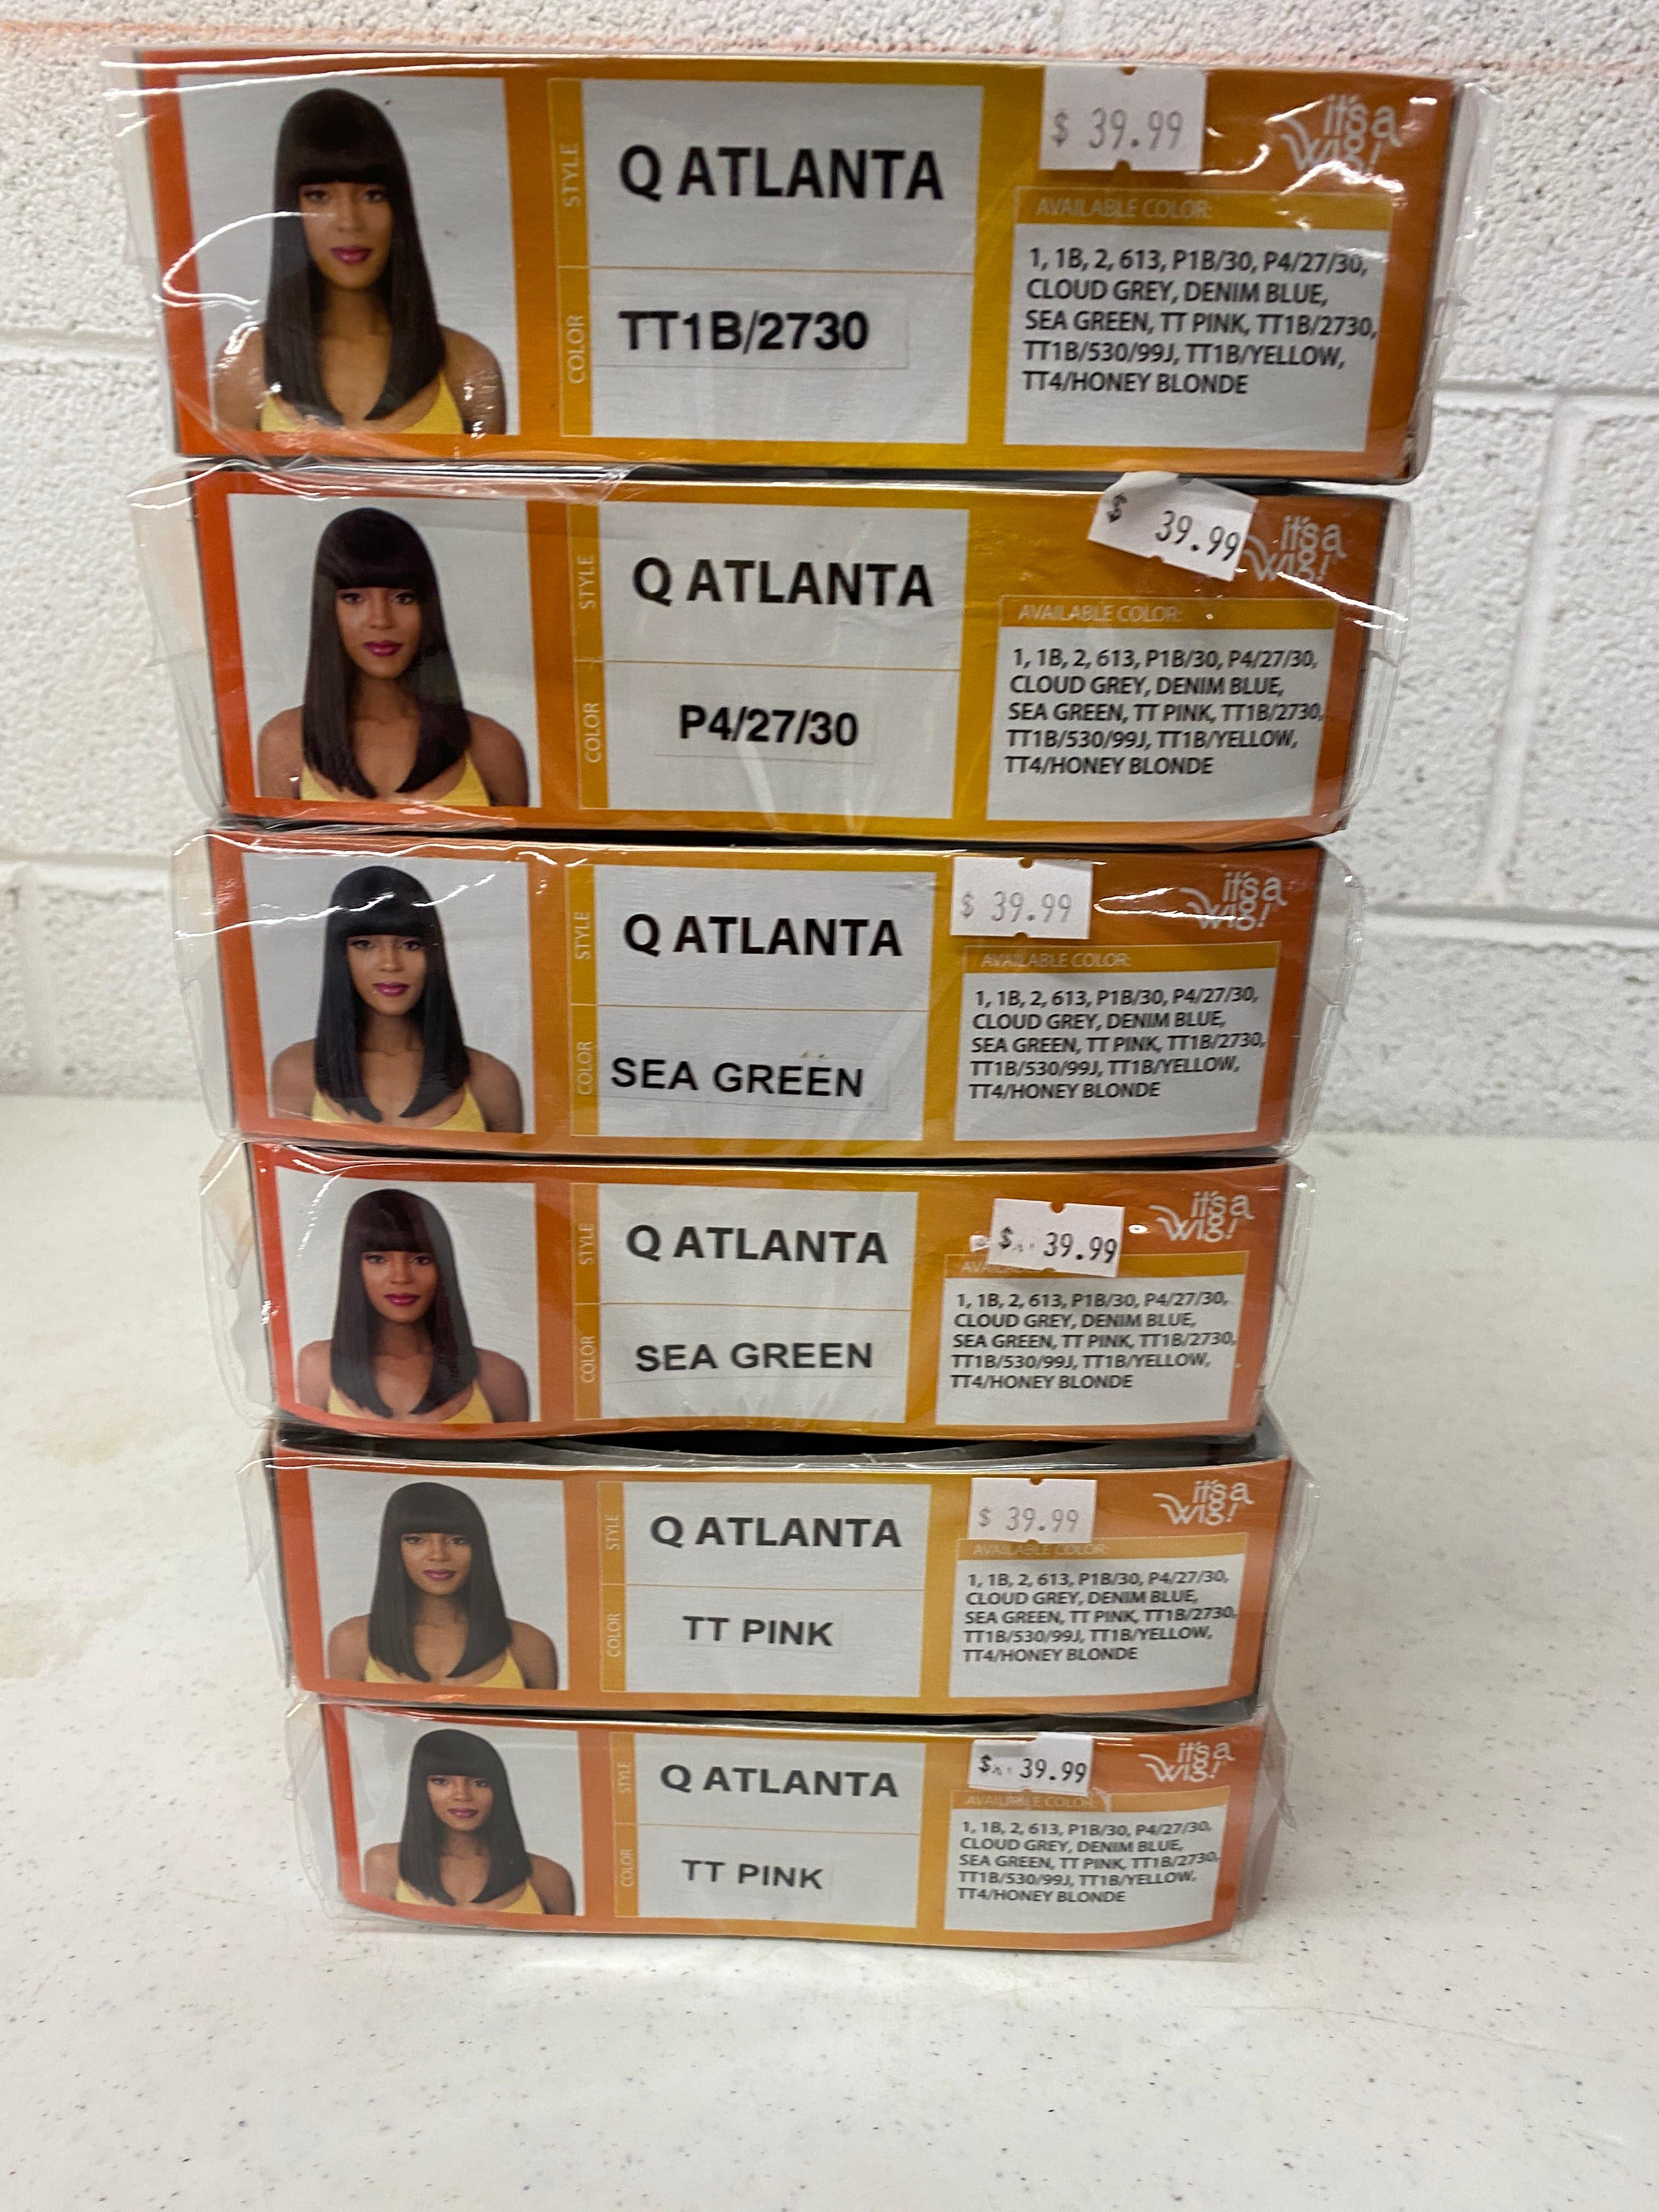 STYLE
Q ATLANTA
COLOR
TT1B/2730
$ 39.99
it's a
wig!
AVAILABLE COLOR:
1, 1B, 2, 613, P1B/30, P4/27/30,
CLOUD GREY, DENIM BLUE,
SEA GREEN, TT PINK, TT1B/2730,
TT1B/530/99J, TT1B/YELLOW,
TT4/HONEY BLONDE
STYLE
Q ATLANTA
COLOR
P4/27/30
$ 39.99
it's a
wig!
AVAILABLE COLOR:
1, 1B, 2, 613, P1B/30, P4/27/30,
CLOUD GREY, DENIM BLUE,
SEA GREEN, TT PINK, TT1B/2730,
TT1B/530/99J, TT1B/YELLOW,
TT4/HONEY BLONDE
STYLE
Q ATLANTA
COLOR
SEA GREEN
$ 39.99
it's a
wig!
AVAILABLE COLOR:
1, 1B, 2, 613, P1B/30, P4/27/30,
CLOUD GREY, DENIM BLUE,
SEA GREEN, TT PINK, TT1B/2730,
TT1B/530/99J, TT1B/YELLOW,
TT4/HONEY BLONDE
STYLE
Q ATLANTA
COLOR
SEA GREEN
$ 39.99
it's a
wig!
1, 1B, 2, 613, P1B/30, P4/27/30,
CLOUD GREY, DENIM BLUE,
SEA GREEN, TT PINK, TT1B/2730,
TT1B/530/99J, TT1B/YELLOW,
TT4/HONEY BLONDE
STYLE
Q ATLANTA
COLOR
TT PINK
$ 39.99
it's a
wig!
AVAILABLE COLOR:
1, 1B, 2, 613, P1B/30, P4/27/30,
CLOUD GREY, DENIM BLUE,
SEA GREEN, TT PINK, TT1B/2730,
TT1B/530/99J, TT1B/YELLOW,
TT4/HONEY BLONDE
STYLE
Q ATLANTA
COLOR
TT PINK
$ 39.99
it's a
wig!
AVAILABLE COLOR:
1, 1B, 2, 613, P1B/30, P4/27/30,
CLOUD GREY, DENIM BLUE,
SEA GREEN, TT PINK, TT1B/2730,
TT1B/530/99J, TT1B/YELLOW,
TT4/HONEY BLONDE